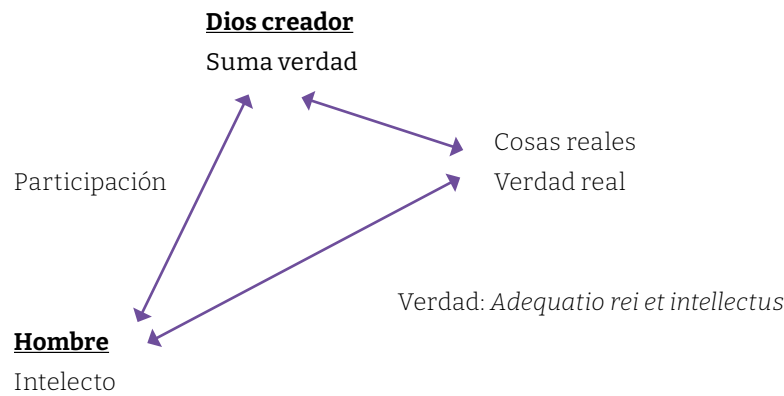 Dios creador
Suma verdad
Cosas reales
Participación
Verdad real
Verdad: Adequatio rei et intellectus
Hombre
Intelecto